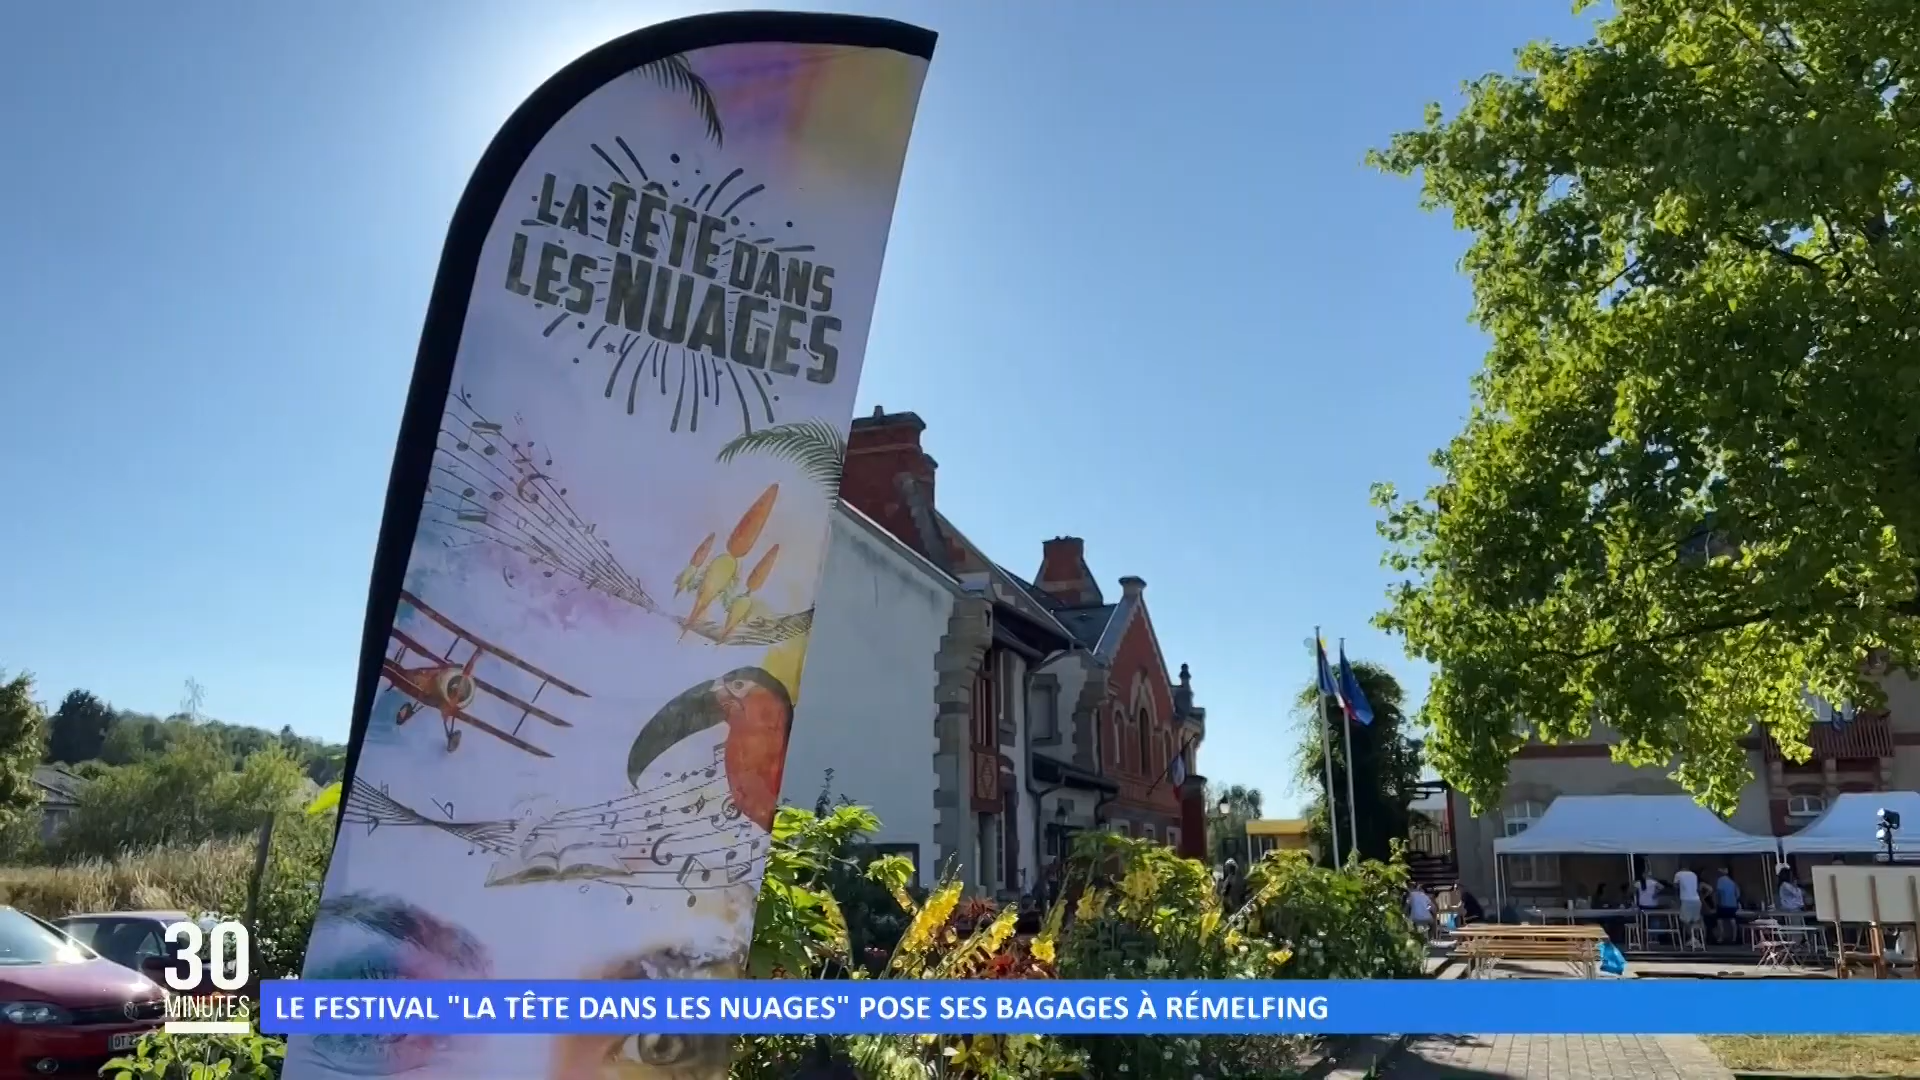 LA TÊTE DANS
LES NUAGES
30
MINUTES
LE FESTIVAL "LA TÊTE DANS LES NUAGES" POSE SES BAGAGES À RÉMELFING